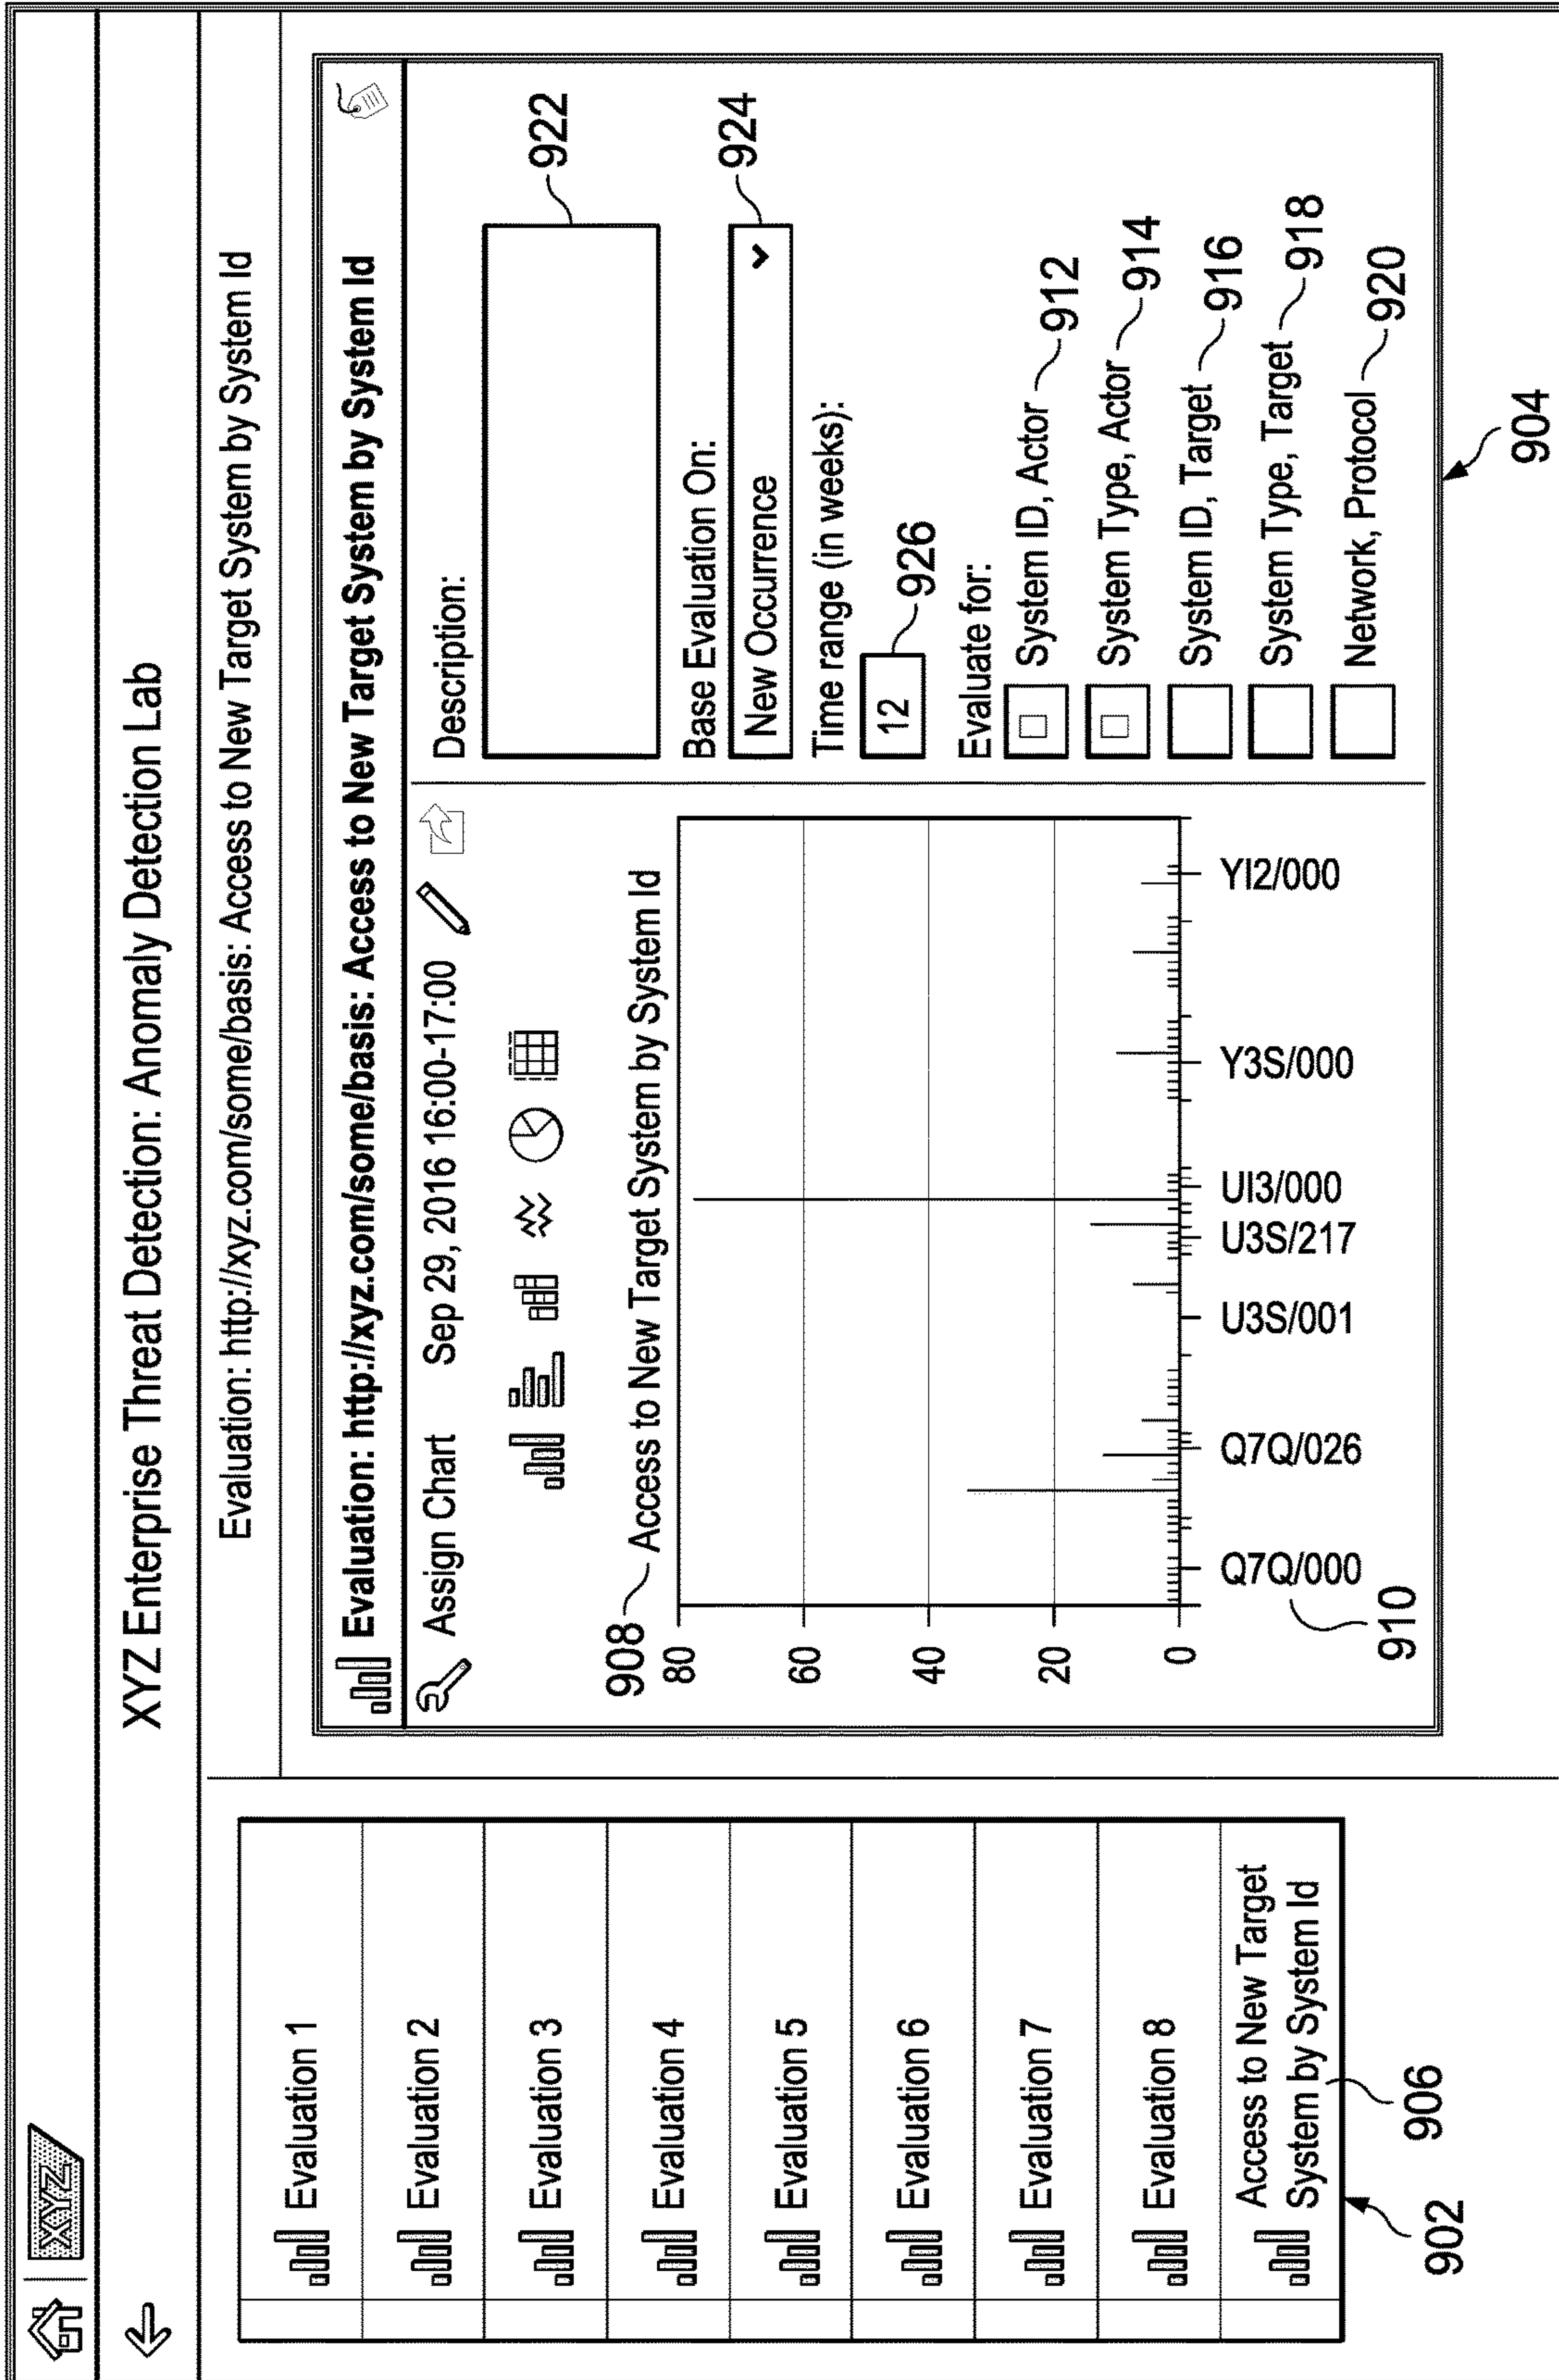 XYZ
XYZ Enterprise Threat Detection: Anomaly Detection Lab
Evaluation: http://xyz.com/some/basis: Access to New Target System by System Id
Evaluation 1
Evaluation 2
Evaluation 3
Evaluation 4
Evaluation 5
Evaluation 6
Evaluation 7
Evaluation 8
Access to New Target
System by System Id
906
902
Evaluation: http://xyz.com/some/basis: Access to New Target System by System Id
Assign Chart Sep 29, 2016 16:00-17:00
908 Access to New Target System by System Id
80
60
40
20
0
Q7Q/000 Q7Q/026 U3S/001 U3S/217 UI3/000 Y3S/000 YI2/000
910
Description:
922
Base Evaluation On:
New Occurrence 924
Time range (in weeks):
12 926
Evaluate for:
System ID, Actor 912
System Type, Actor 914
System ID, Target 916
System Type, Target 918
Network, Protocol 920
904